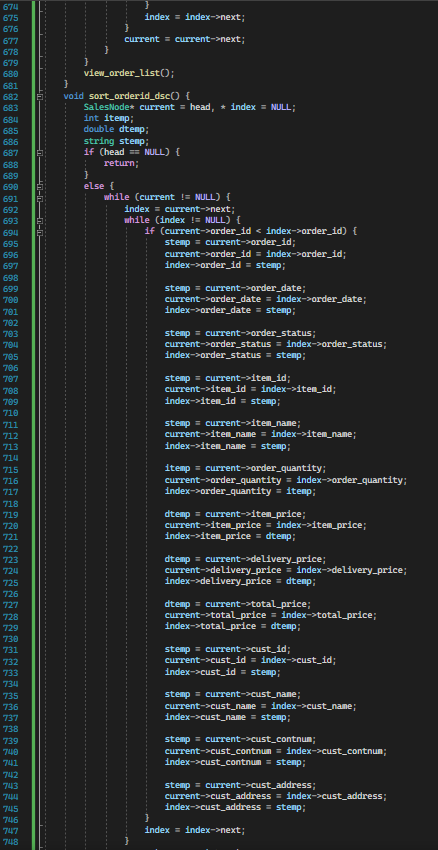 674 }
675 index = index->next;
676 }
677 current = current->next;
678 }
679 }
680 view_order_list();
681 }
682 void sort_orderid_dsc() {
683 SalesNode* current = head, * index = NULL;
684 int itemp;
685 double dtemp;
686 string stemp;
687 if (head == NULL) {
688 return;
689 }
690 else {
691 while (current != NULL) {
692 index = current->next;
693 while (index != NULL) {
694 if (current->order_id < index->order_id) {
695 stemp = current->order_id;
696 current->order_id = index->order_id;
697 index->order_id = stemp;
698
699 stemp = current->order_date;
700 current->order_date = index->order_date;
701 index->order_date = stemp;
702
703 stemp = current->order_status;
704 current->order_status = index->order_status;
705 index->order_status = stemp;
706
707 stemp = current->item_id;
708 current->item_id = index->item_id;
709 index->item_id = stemp;
710
711 stemp = current->item_name;
712 current->item_name = index->item_name;
713 index->item_name = stemp;
714
715 itemp = current->order_quantity;
716 current->order_quantity = index->order_quantity;
717 index->order_quantity = itemp;
718
719 dtemp = current->item_price;
720 current->item_price = index->item_price;
721 index->item_price = dtemp;
722
723 dtemp = current->delivery_price;
724 current->delivery_price = index->delivery_price;
725 index->delivery_price = dtemp;
726
727 dtemp = current->total_price;
728 current->total_price = index->total_price;
729 index->total_price = dtemp;
730
731 stemp = current->cust_id;
732 current->cust_id = index->cust_id;
733 index->cust_id = stemp;
734
735 stemp = current->cust_name;
736 current->cust_name = index->cust_name;
737 index->cust_name = stemp;
738
739 stemp = current->cust_contnum;
740 current->cust_contnum = index->cust_contnum;
741 index->cust_contnum = stemp;
742
743 stemp = current->cust_address;
744 current->cust_address = index->cust_address;
745 index->cust_address = stemp;
746 }
747 index = index->next;
748 }